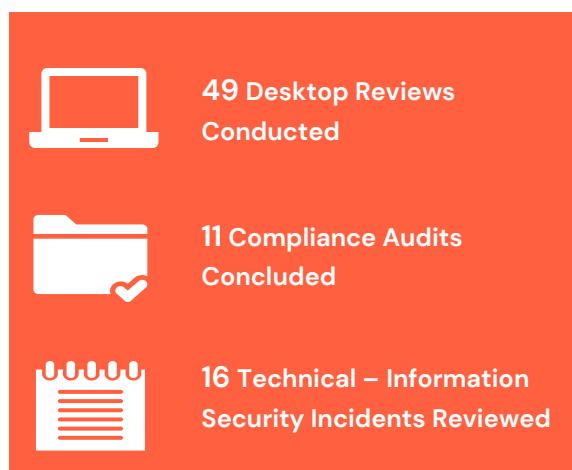 49 Desktop Reviews
Conducted
11 Compliance Audits
Concluded
16 Technical – Information
Security Incidents Reviewed